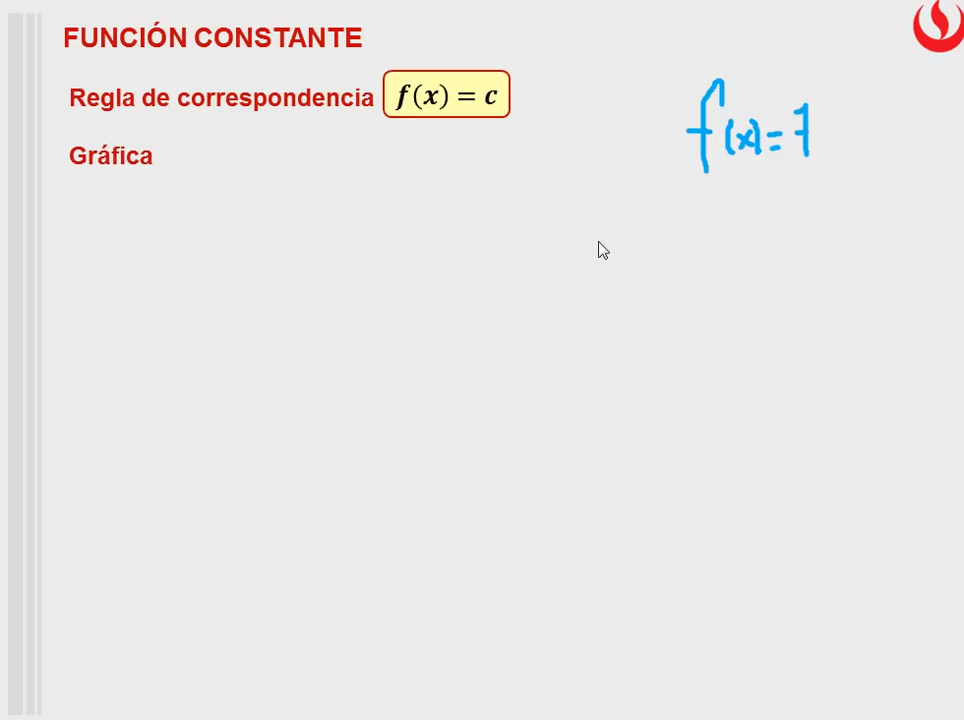 FUNCIÓN CONSTANTE
Regla de correspondencia f(x) = c
f(x) = 7
Gráfica